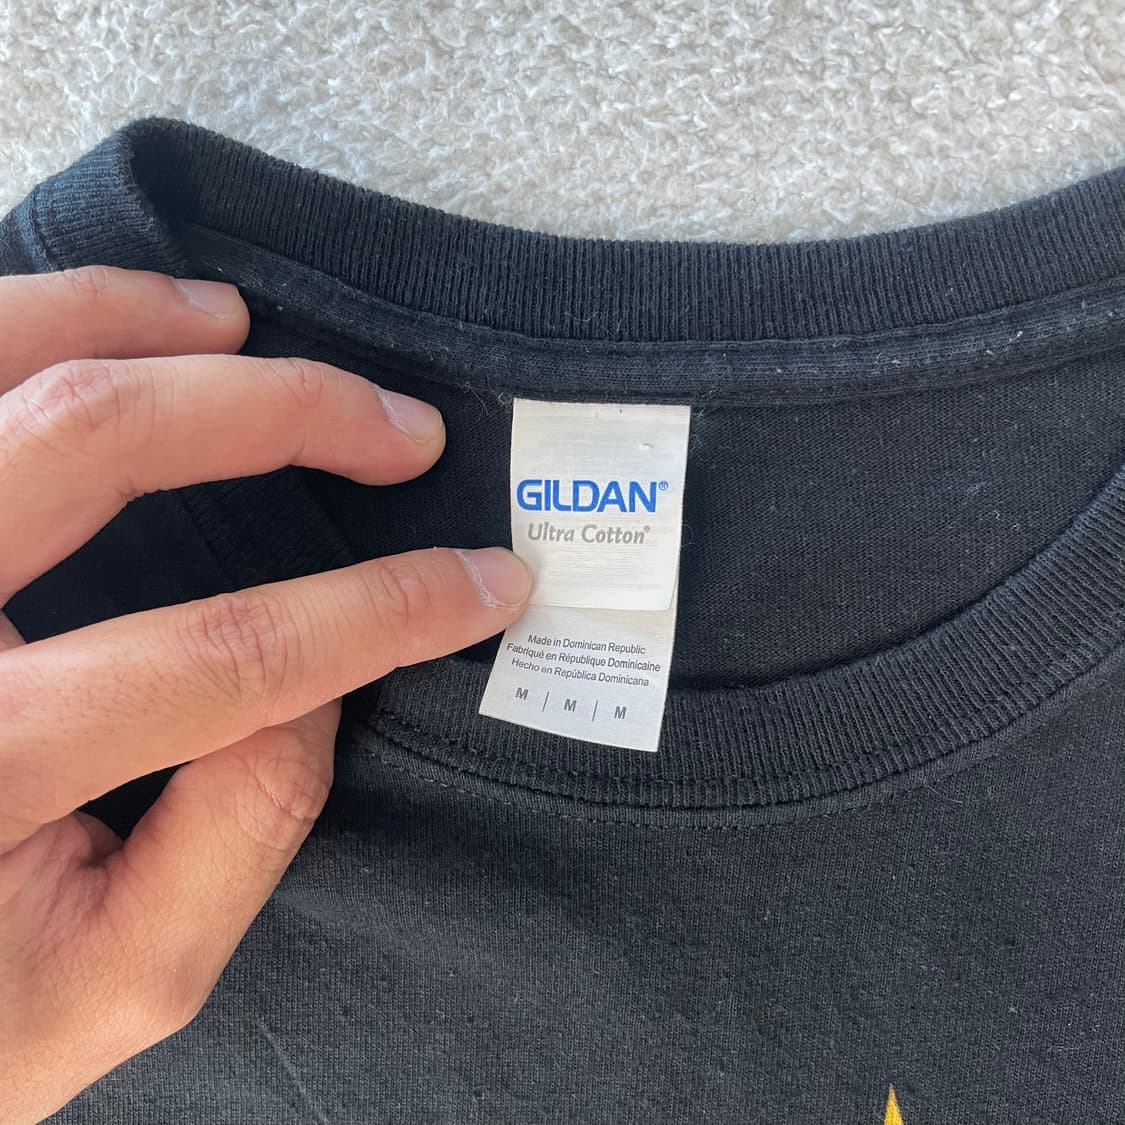 GILDAN®
Ultra Cotton®
Made in Dominican Republic
Fabriqué en République Dominicaine
Hecho en República Dominicana
M | M | M